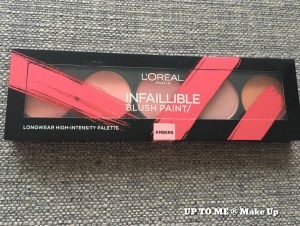 L'ORÉAL
PARIS
INFAILLIBLE
BLUSH PAINT/
LONGWEAR HIGH-INTENSITY PALETTE
AMBERS
UP TO ME ® Make Up